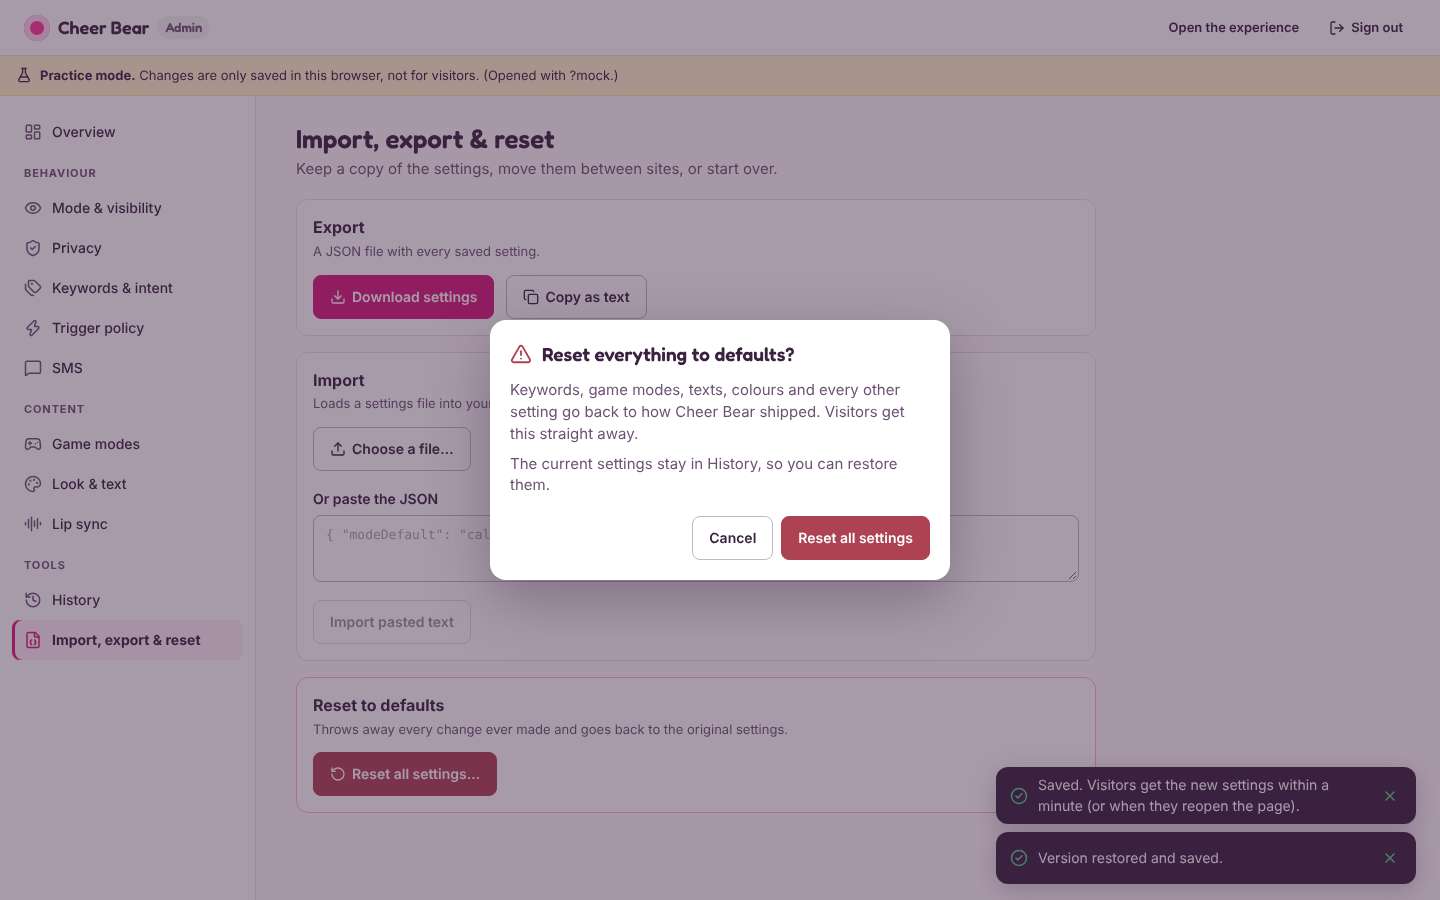 Cheer Bear Admin
Open the experience
Sign out
Practice mode. Changes are only saved in this browser, not for visitors. (Opened with ?mock.)
Overview
BEHAVIOUR
Mode & visibility
Privacy
Keywords & intent
Trigger policy
SMS
CONTENT
Game modes
Look & text
Lip sync
TOOLS
History
Import, export & reset
Import, export & reset
Keep a copy of the settings, move them between sites, or start over.
Export
A JSON file with every saved setting.
Download settings
Copy as text
Import
Loads a settings file into your
Choose a file...
Or paste the JSON
{ "modeDefault": "cal
Import pasted text
Reset everything to defaults?
Keywords, game modes, texts, colours and every other
setting go back to how Cheer Bear shipped. Visitors get
this straight away.
The current settings stay in History, so you can restore
them.
Cancel
Reset all settings
Reset to defaults
Throws away every change ever made and goes back to the original settings.
Reset all settings...
Saved. Visitors get the new settings within a
minute (or when they reopen the page).
Version restored and saved.